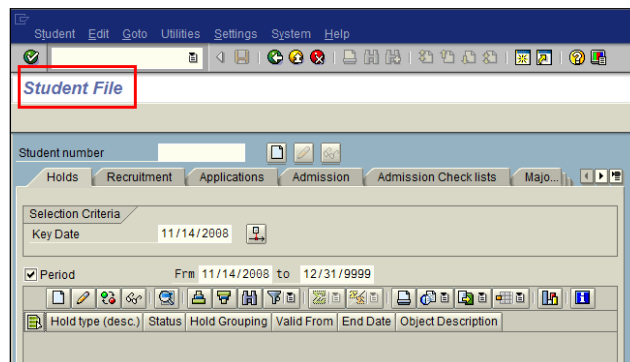 Student Edit Goto Utilities Settings System Help
Student File
Student number
Holds Recruitment Applications Admission Admission Check lists Majo...
Selection Criteria
Key Date 11/14/2008
Period Frm 11/14/2008 to 12/31/9999
Hold type (desc.) Status Hold Grouping Valid From End Date Object Description